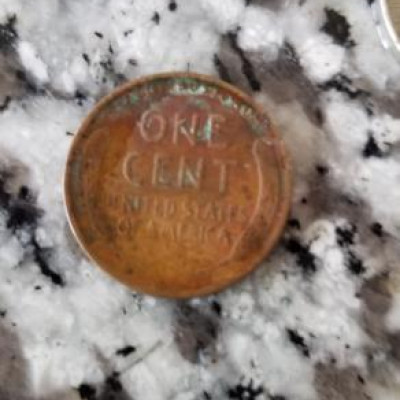 ONE
CENT
UNITED STATES
OF AMERICA